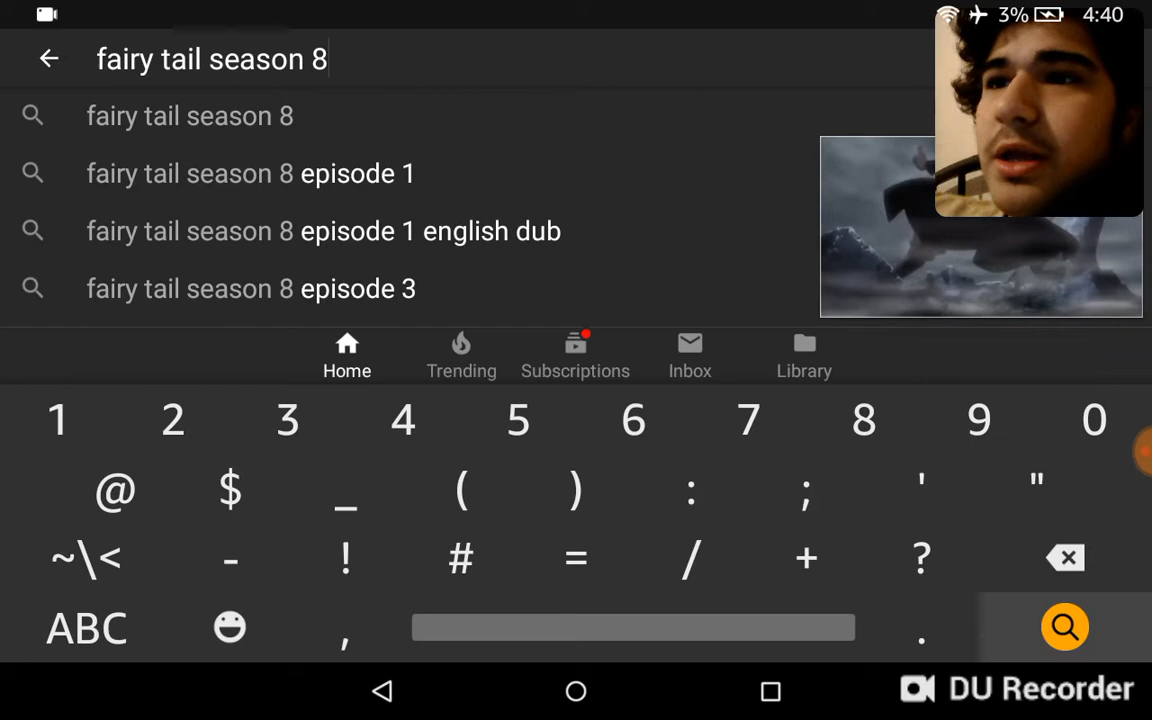 3% 4:40
fairy tail season 8
fairy tail season 8
fairy tail season 8 episode 1
fairy tail season 8 episode 1 english dub
fairy tail season 8 episode 3
Home Trending Subscriptions Inbox Library
1 2 3 4 5 6 7 8 9 0
@ $ _ ( ) : ; ' "
~\< - ! # = / + ?
ABC , .
DU Recorder